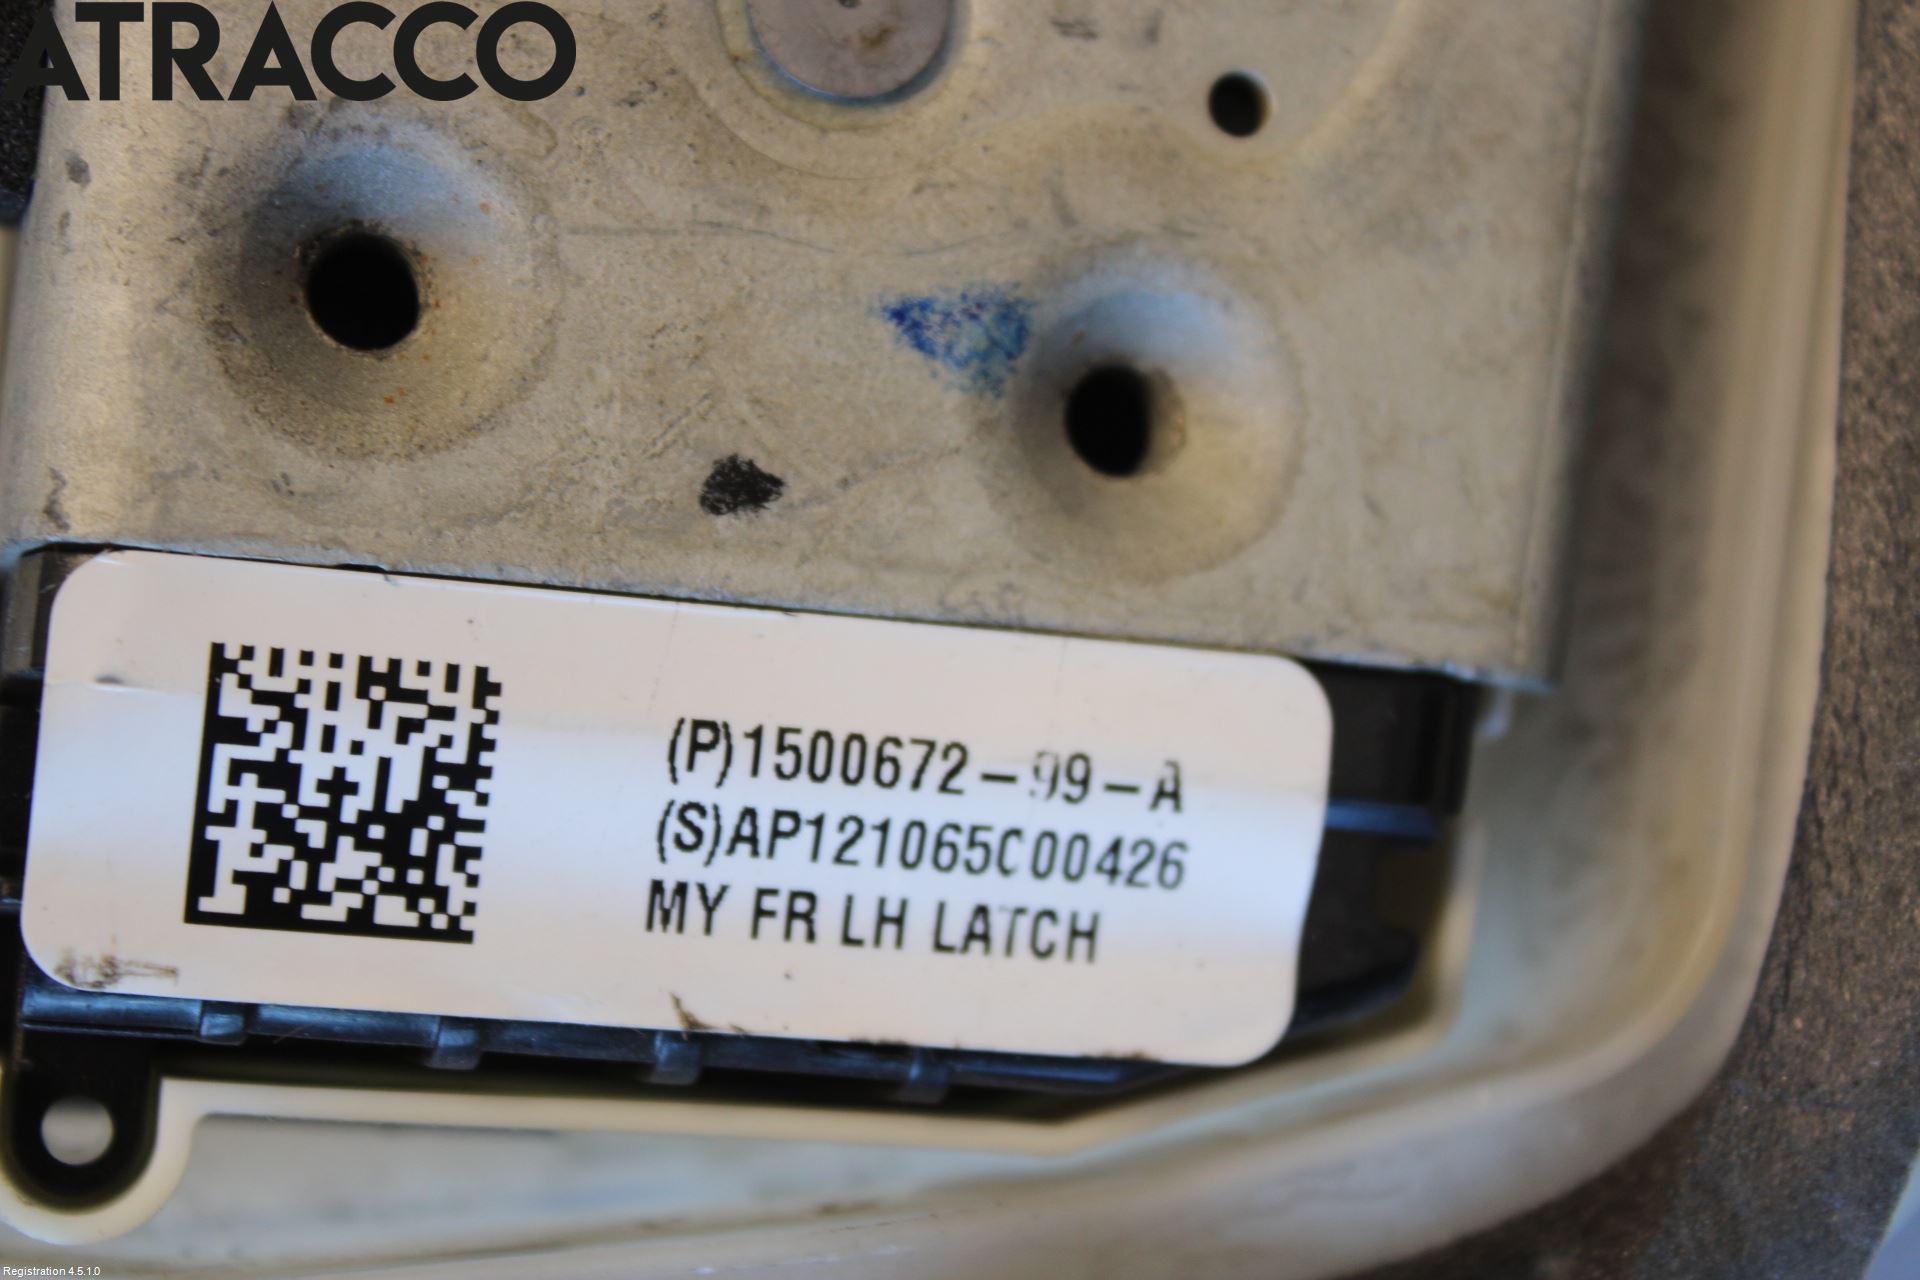 ATRACCO
(P)1500672-99-A
(S)AP121065C00426
MY FR LH LATCH
Registration 4.5.1.0